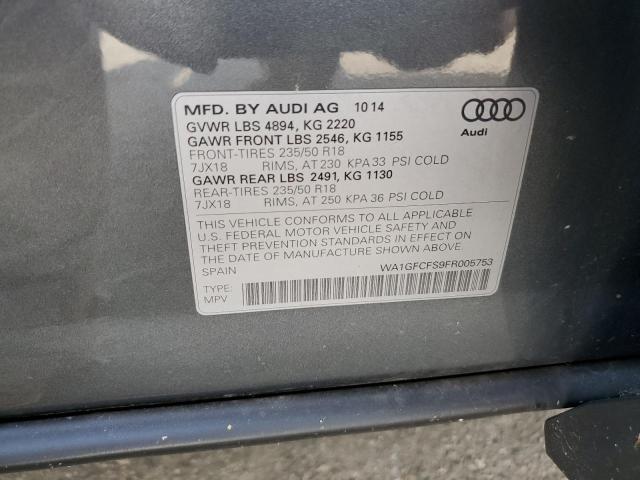 MFD. BY AUDI AG 10 14
GVWR LBS 4894, KG 2220
GAWR FRONT LBS 2546, KG 1155
FRONT-TIRES 235/50 R18
7JX18 RIMS, AT 230 KPA 33 PSI COLD
GAWR REAR LBS 2491, KG 1130
REAR-TIRES 235/50 R18
7JX18 RIMS, AT 250 KPA 36 PSI COLD
Audi
THIS VEHICLE CONFORMS TO ALL APPLICABLE
U.S. FEDERAL MOTOR VEHICLE SAFETY AND
THEFT PREVENTION STANDARDS IN EFFECT ON
THE DATE OF MANUFACTURE SHOWN ABOVE.
SPAIN WA1GFCFS9FR005753
TYPE:
MPV